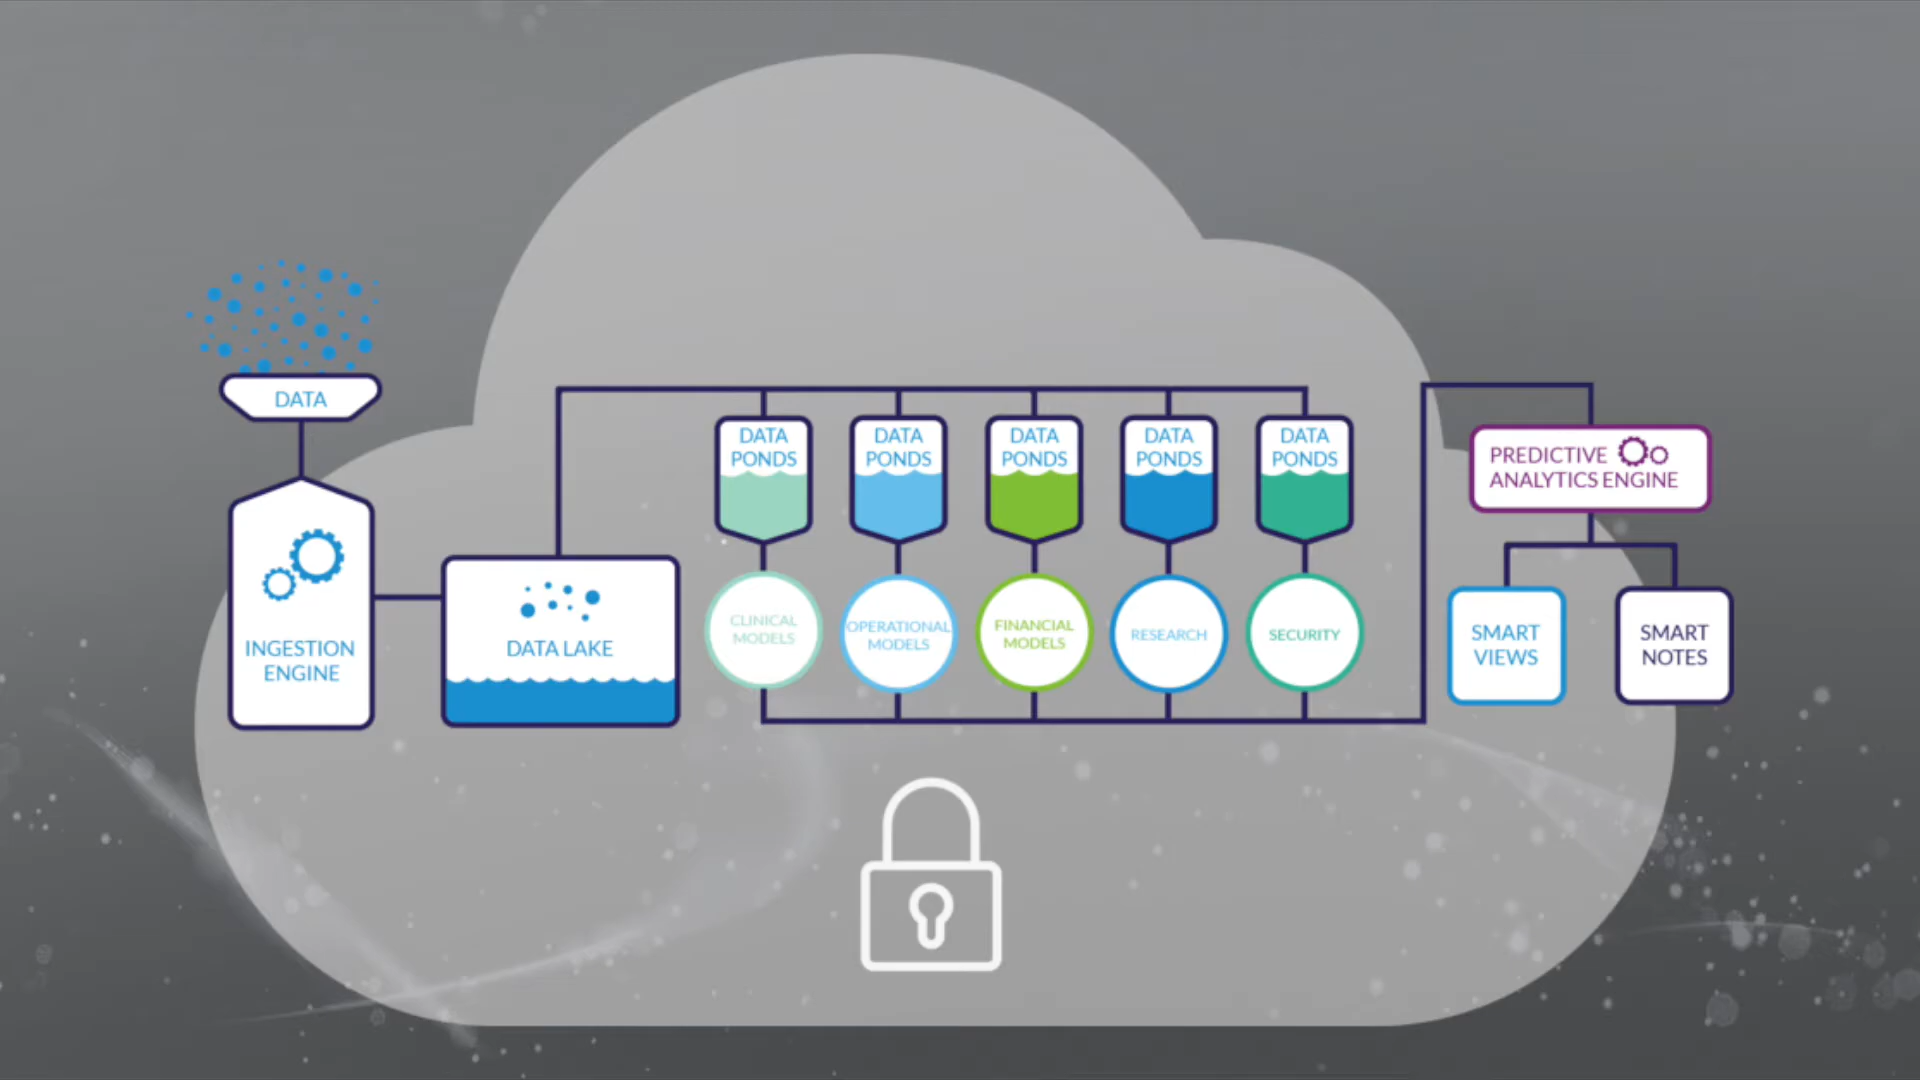 DATA
INGESTION
ENGINE
DATA LAKE
DATA
PONDS
CLINICAL
MODELS
DATA
PONDS
OPERATIONAL
MODELS
DATA
PONDS
FINANCIAL
MODELS
DATA
PONDS
RESEARCH
DATA
PONDS
SECURITY
PREDICTIVE
ANALYTICS ENGINE
SMART
VIEWS
SMART
NOTES